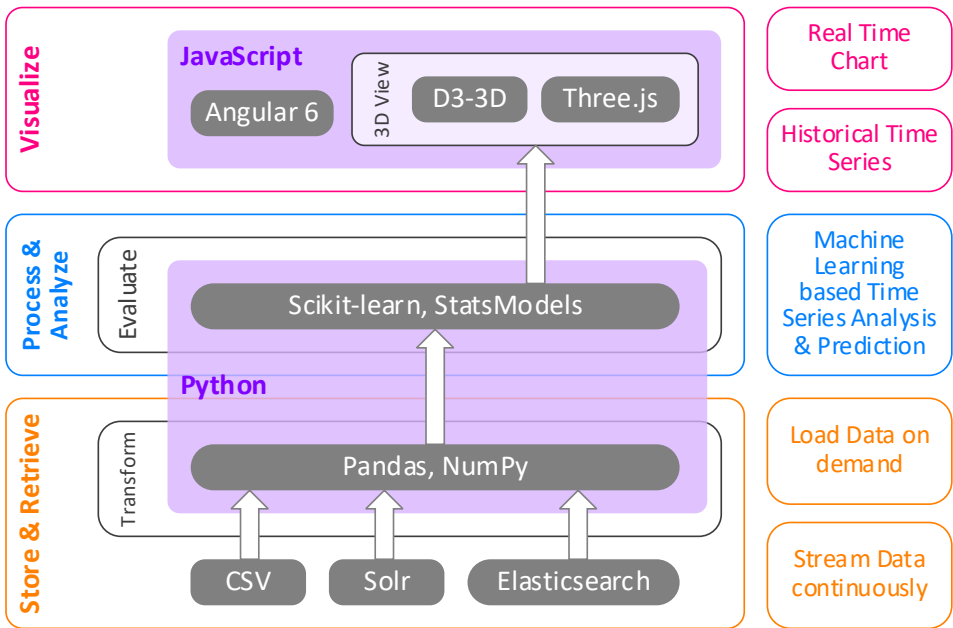 Visualize
JavaScript
Angular 6
3D View
D3-3D
Three.js
Real Time
Chart
Historical Time
Series
Process &
Analyze
Evaluate
Scikit-learn, StatsModels
Machine
Learning
based Time
Series Analysis
& Prediction
Python
Store & Retrieve
Transform
Pandas, NumPy
CSV
Solr
Elasticsearch
Load Data on
demand
Stream Data
continuously